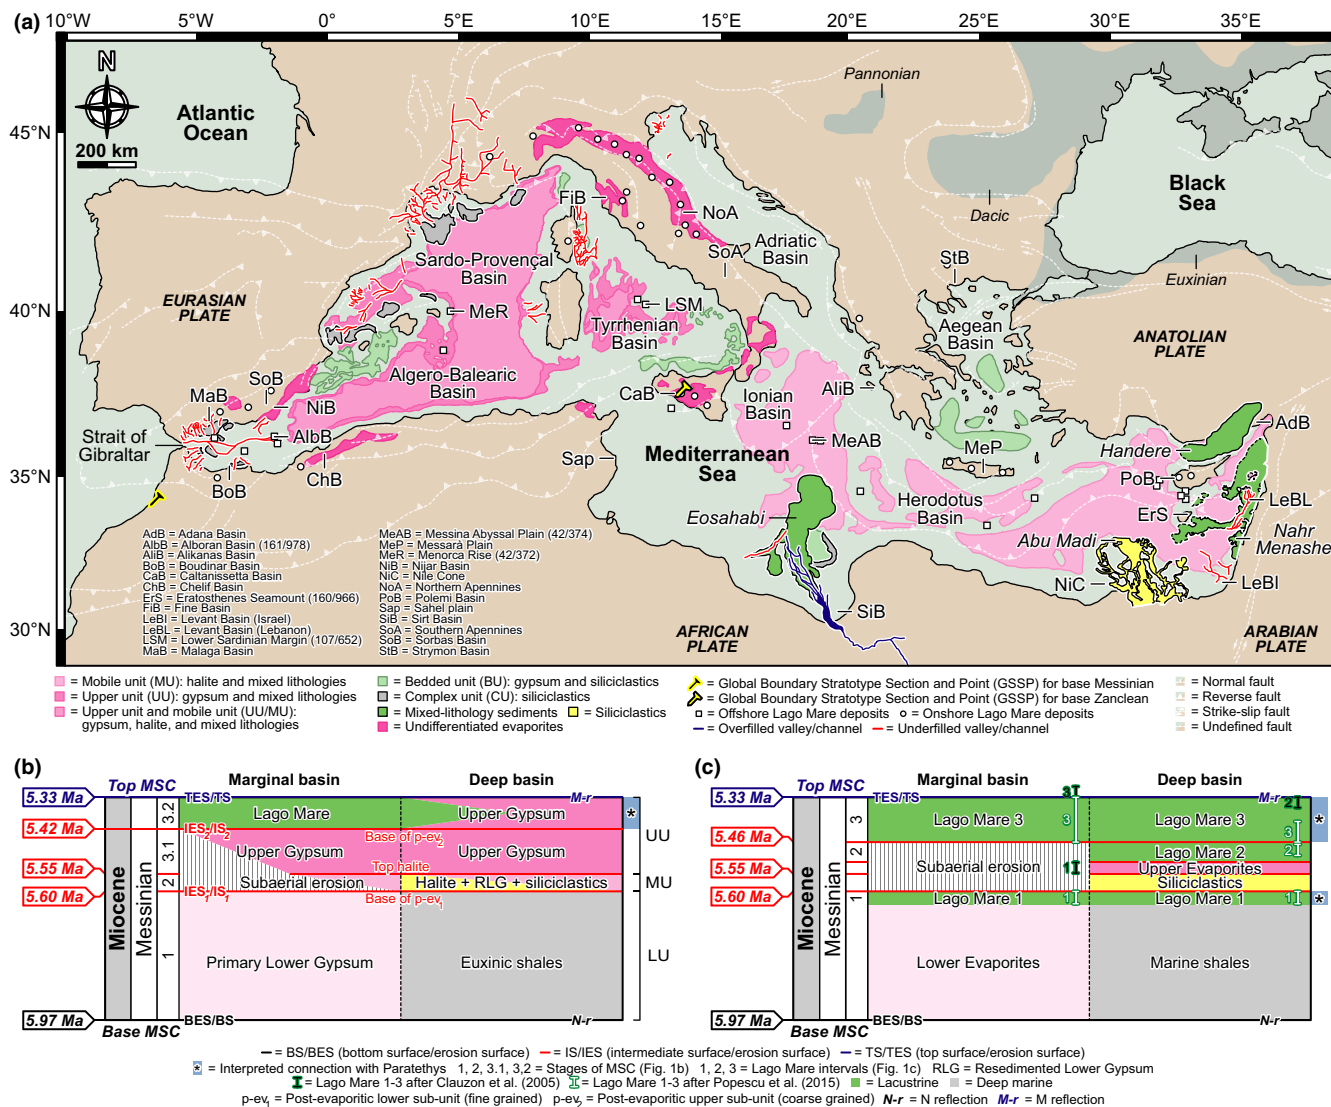 (a)
10°W 5°W 0° 5°E 10°E 15°E 20°E 25°E 30°E 35°E
N
200 km
45°N
40°N
35°N
30°N
Atlantic
Ocean
Pannonian
Dacic
Black
Sea
Euxinian
FiB
NoA
SoA
Adriatic
Basin
StB
Sardo-Provençal
Basin
EURASIAN
PLATE
MeR
LSM
Tyrrhenian
Basin
Aegean
Basin
ANATOLIAN
PLATE
SoB
MaB
NiB
Algero-Balearic
Basin
CaB
Ionian
Basin
AliB
AdB
Strait of
Gibraltar
AlbB
MeAB
MeP
Handere
Mediterranean
Sea
Sap
BoB
ChB
PoB
Eosahabi
Herodotus
Basin
ErS
LeBL
Abu Madi
Nahr
Menashe
NiC
LeBI
SiB
AFRICAN
PLATE
ARABIAN
PLATE
AdB = Adana Basin
AlbB = Alboran Basin (161/978)
AliB = Alikanas Basin
BoB = Boudinar Basin
CaB = Caltanissetta Basin
ChB = Chelif Basin
ErS = Eratosthenes Seamount (160/966)
FiB = Fine Basin
LeBI = Levant Basin (Israel)
LeBL = Levant Basin (Lebanon)
LSM = Lower Sardinian Margin (107/652)
MaB = Malaga Basin
MeAB = Messina Abyssal Plain (42/374)
MeP = Messarà Plain
MeR = Menorca Rise (42/372)
NiB = Nijar Basin
NiC = Nile Cone
NoA = Northern Apennines
PoB = Polemi Basin
Sap = Sahel plain
SiB = Sirt Basin
SoA = Southern Apennines
SoB = Sorbas Basin
StB = Strymon Basin
= Mobile unit (MU): halite and mixed lithologies
= Upper unit (UU): gypsum and mixed lithologies
= Upper unit and mobile unit (UU/MU):
gypsum, halite, and mixed lithologies
= Bedded unit (BU): gypsum and siliciclastics
= Complex unit (CU): siliciclastics
= Mixed-lithology sediments = Siliciclastics
= Undifferentiated evaporites
= Global Boundary Stratotype Section and Point (GSSP) for base Messinian
= Global Boundary Stratotype Section and Point (GSSP) for base Zanclean
= Offshore Lago Mare deposits = Onshore Lago Mare deposits
= Overfilled valley/channel = Underfilled valley/channel
= Normal fault
= Reverse fault
= Strike-slip fault
= Undefined fault
(b)
Top MSC Marginal basin Deep basin
5.33 Ma TES/TS M-r
3.2 Lago Mare Upper Gypsum *
5.42 Ma IES2/IS2 Base of p-ev2 UU
3.1 Upper Gypsum Upper Gypsum
5.55 Ma Top halite
2 Subaerial erosion Halite + RLG + siliciclastics MU
5.60 Ma IES1/IS1 Base of p-ev1
Miocene
Messinian
1 Primary Lower Gypsum Euxinic shales LU
5.97 Ma BES/BS N-r
Base MSC
(c)
Top MSC Marginal basin Deep basin
3
5.33 Ma TES/TS M-r
2
3 Lago Mare 3 3 Lago Mare 3 3 *
5.46 Ma
2 Subaerial erosion 1 Lago Mare 2 2
5.55 Ma Upper Evaporites
Siliciclastics
5.60 Ma
1 Lago Mare 1 1 Lago Mare 1 1 *
Miocene
Messinian
Lower Evaporites Marine shales
5.97 Ma BES/BS N-r
Base MSC
= BS/BES (bottom surface/erosion surface) = IS/IES (intermediate surface/erosion surface) = TS/TES (top surface/erosion surface)
* = Interpreted connection with Paratethys 1, 2, 3.1, 3,2 = Stages of MSC (Fig. 1b) 1, 2, 3 = Lago Mare intervals (Fig. 1c) RLG = Resedimented Lower Gypsum
= Lago Mare 1-3 after Clauzon et al. (2005) = Lago Mare 1-3 after Popescu et al. (2015) = Lacustrine = Deep marine
p-ev1 = Post-evaporitic lower sub-unit (fine grained) p-ev2 = Post-evaporitic upper sub-unit (coarse grained) N-r = N reflection M-r = M reflection